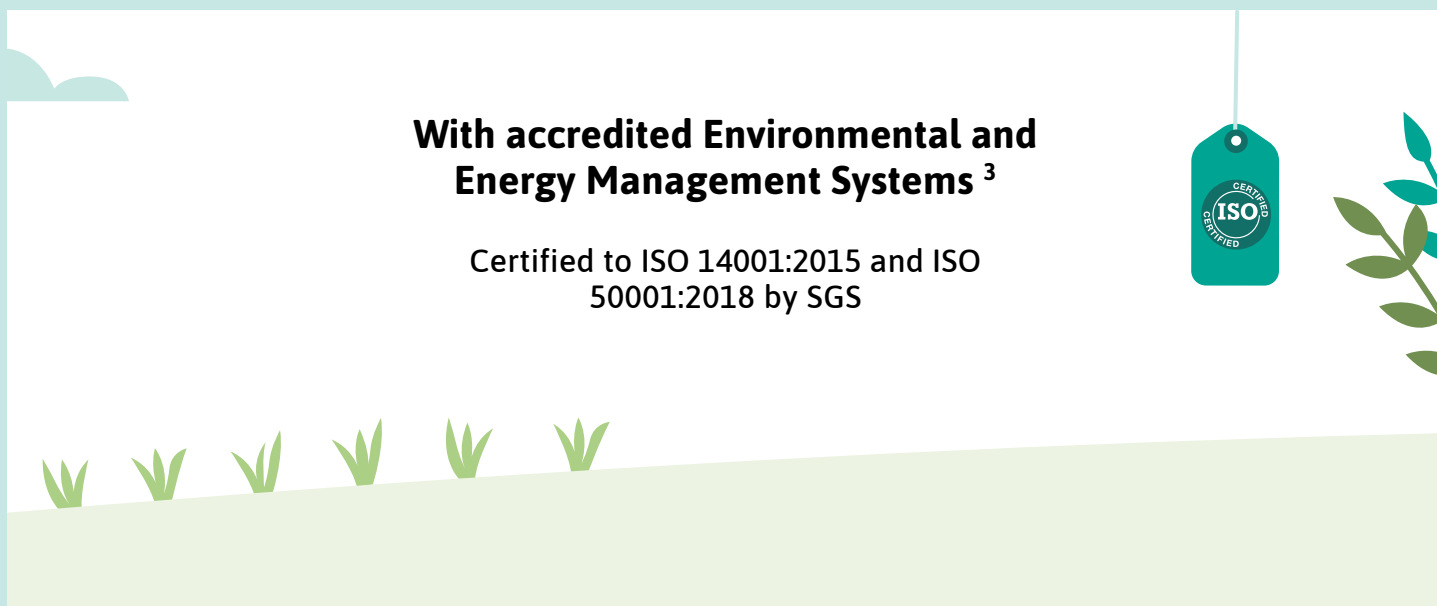 With accredited Environmental and
Energy Management Systems ³
Certified to ISO 14001:2015 and ISO
50001:2018 by SGS
CERTIFIED
ISO
CERTIFIED